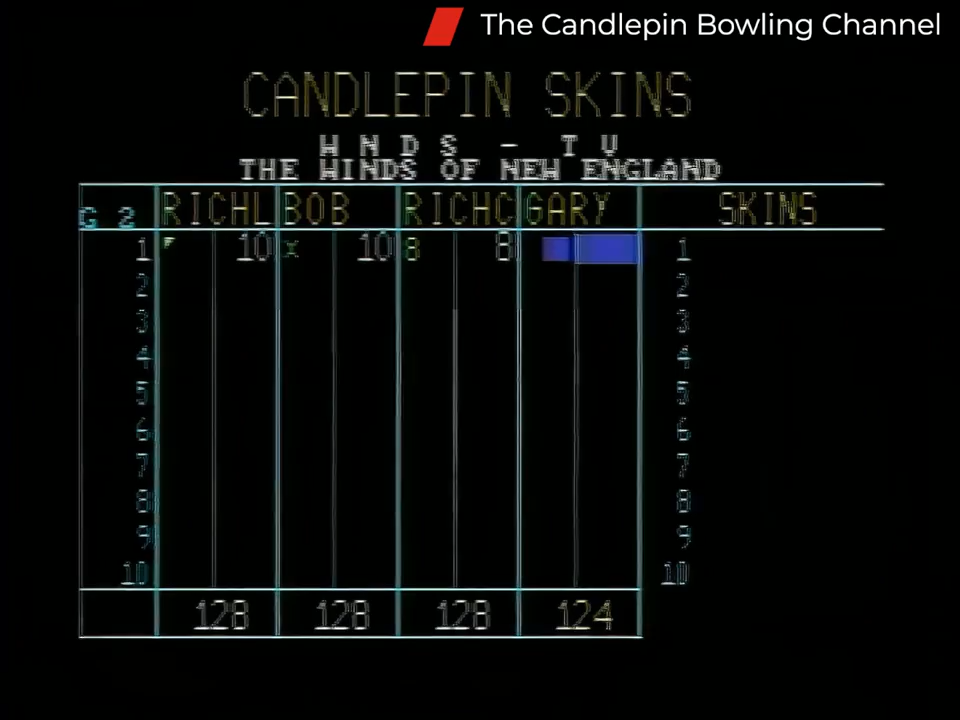 The Candlepin Bowling Channel
CANDLEPIN SKINS
W N D S - T V
THE WINDS OF NEW ENGLAND
G 2 RICHL BOB RICHC GARY SKINS
1 10 x 10 8 8 1
2 2
3 3
4 4
5 5
6 6
7 7
8 8
9 9
10 10
128 128 128 124